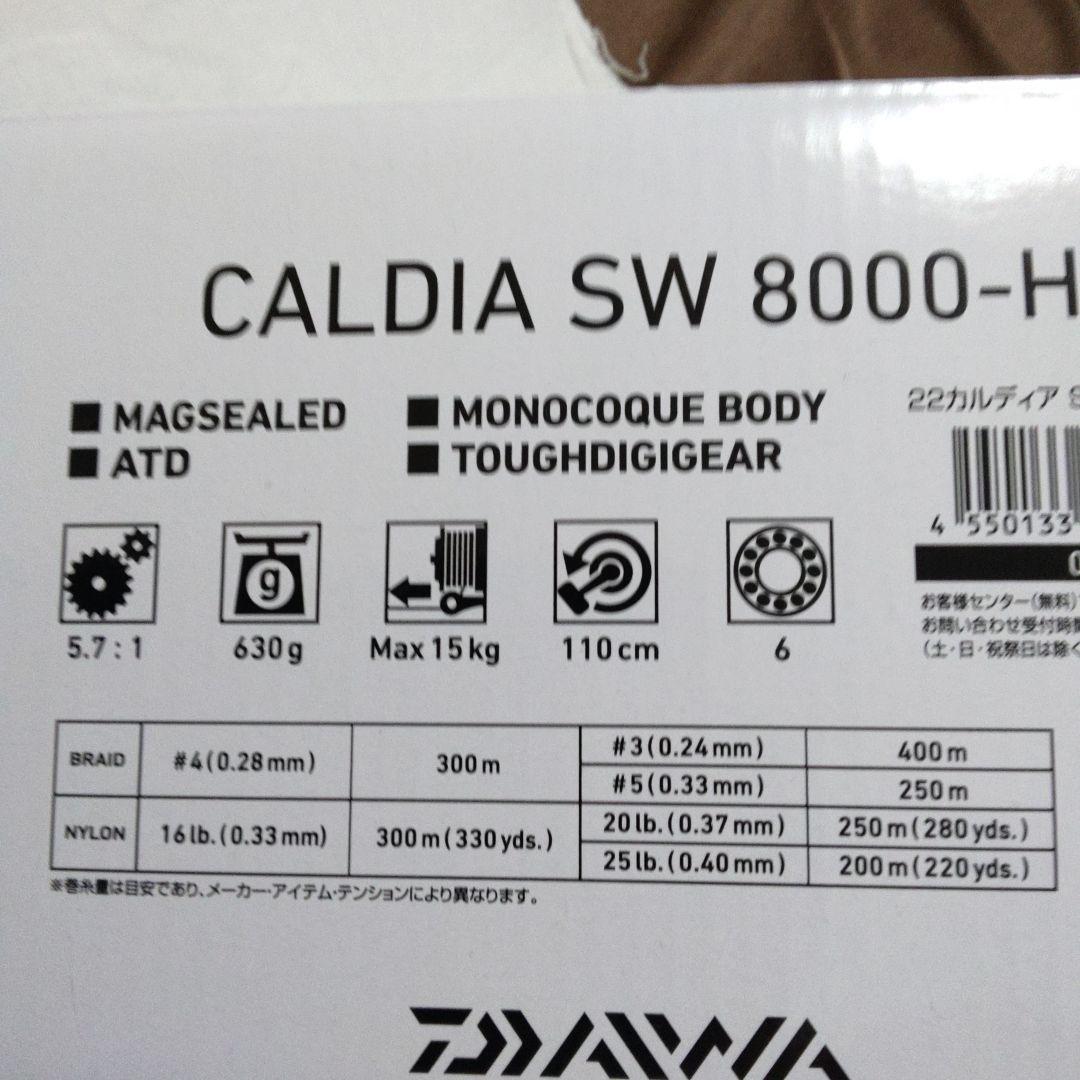 CALDIA SW 8000-H
■ MAGSEALED ■ MONOCOQUE BODY
■ ATD ■ TOUGHDIGIGEAR
22カルディア S
4 550133
g
5.7 : 1 630g Max 15kg 110cm 6
お客様センター(無料)
お問い合わせ受付時間
(土・日・祝祭日は除く
BRAID #4(0.28mm) 300m #3(0.24mm) 400m
#5(0.33mm) 250m
NYLON 16lb.(0.33mm) 300m(330yds.) 20lb.(0.37mm) 250m(280yds.)
25lb.(0.40mm) 200m(220yds.)
※巻糸量は目安であり、メーカー・アイテム・テンションにより異なります。
DAIWA